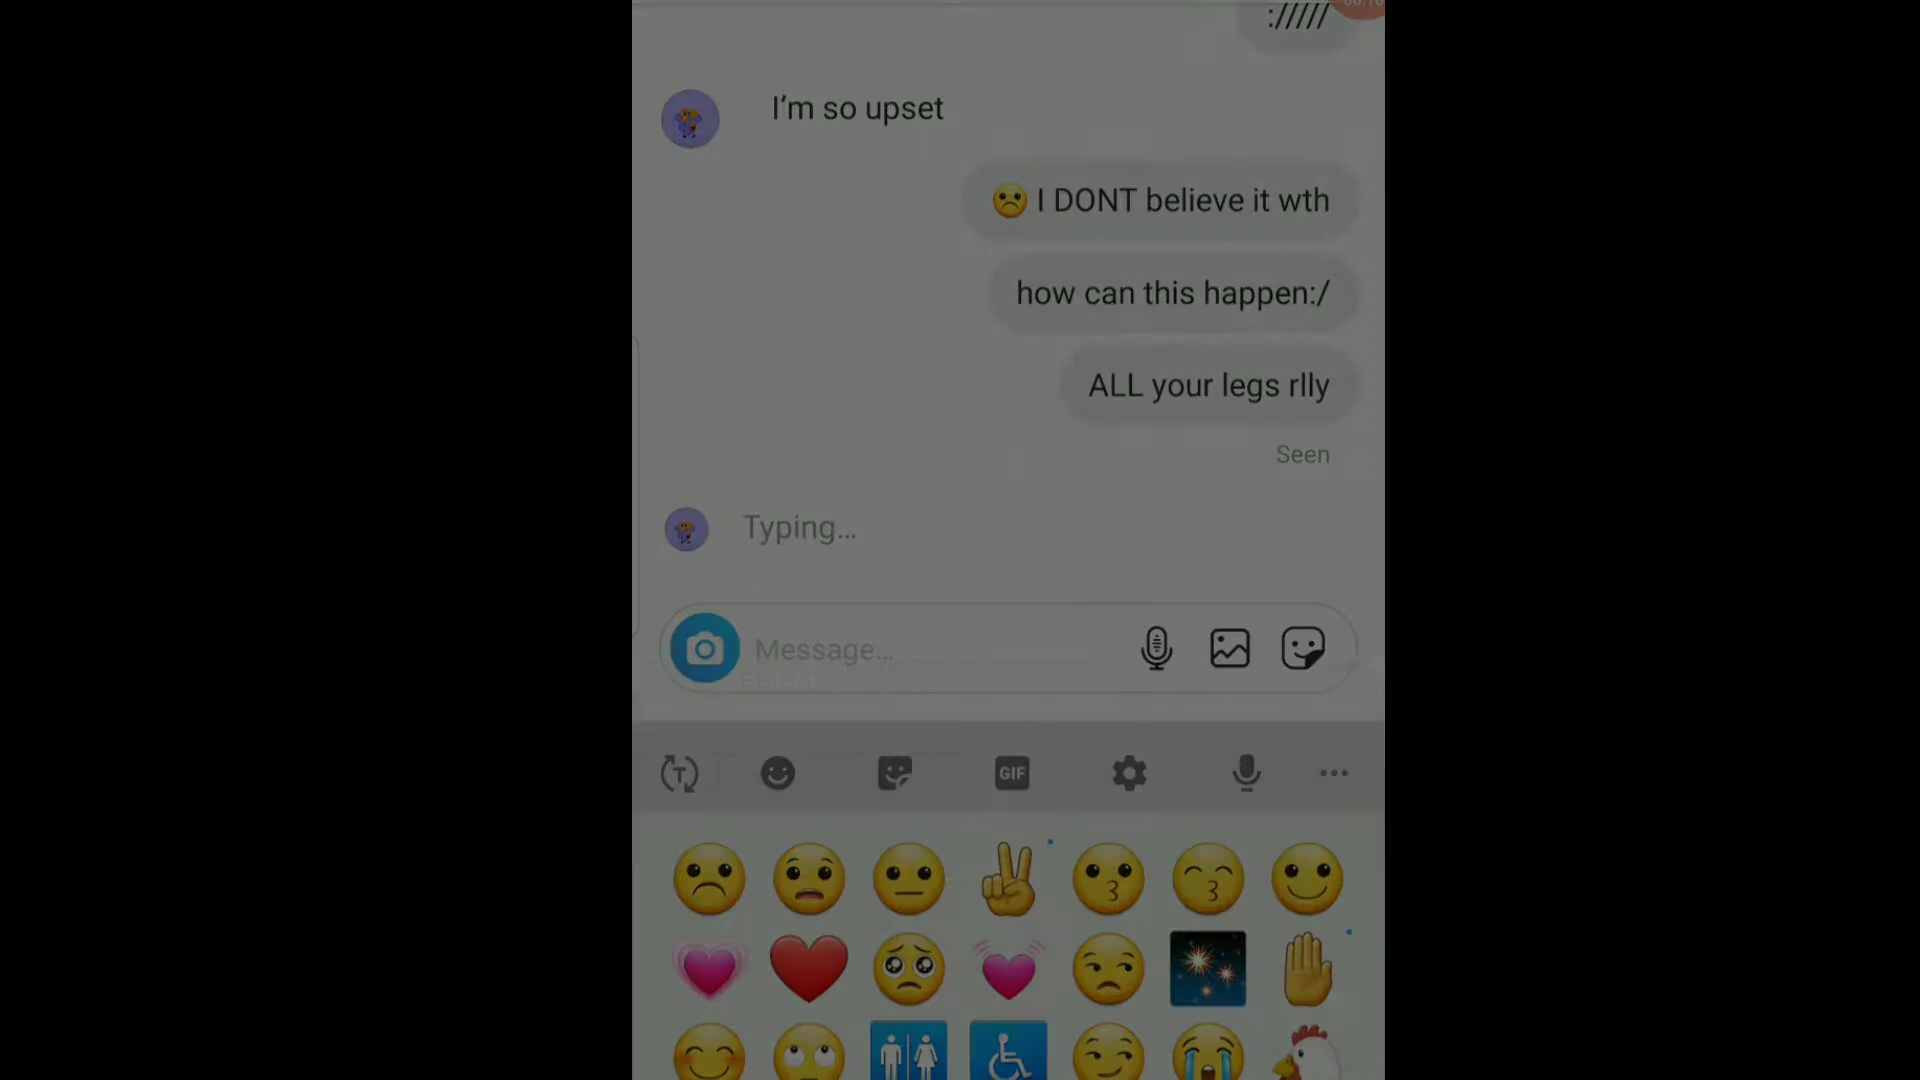 ://///
I'm so upset
☹️ I DONT believe it wth
how can this happen:/
ALL your legs rlly
Seen
Typing...
Message...
T
GIF